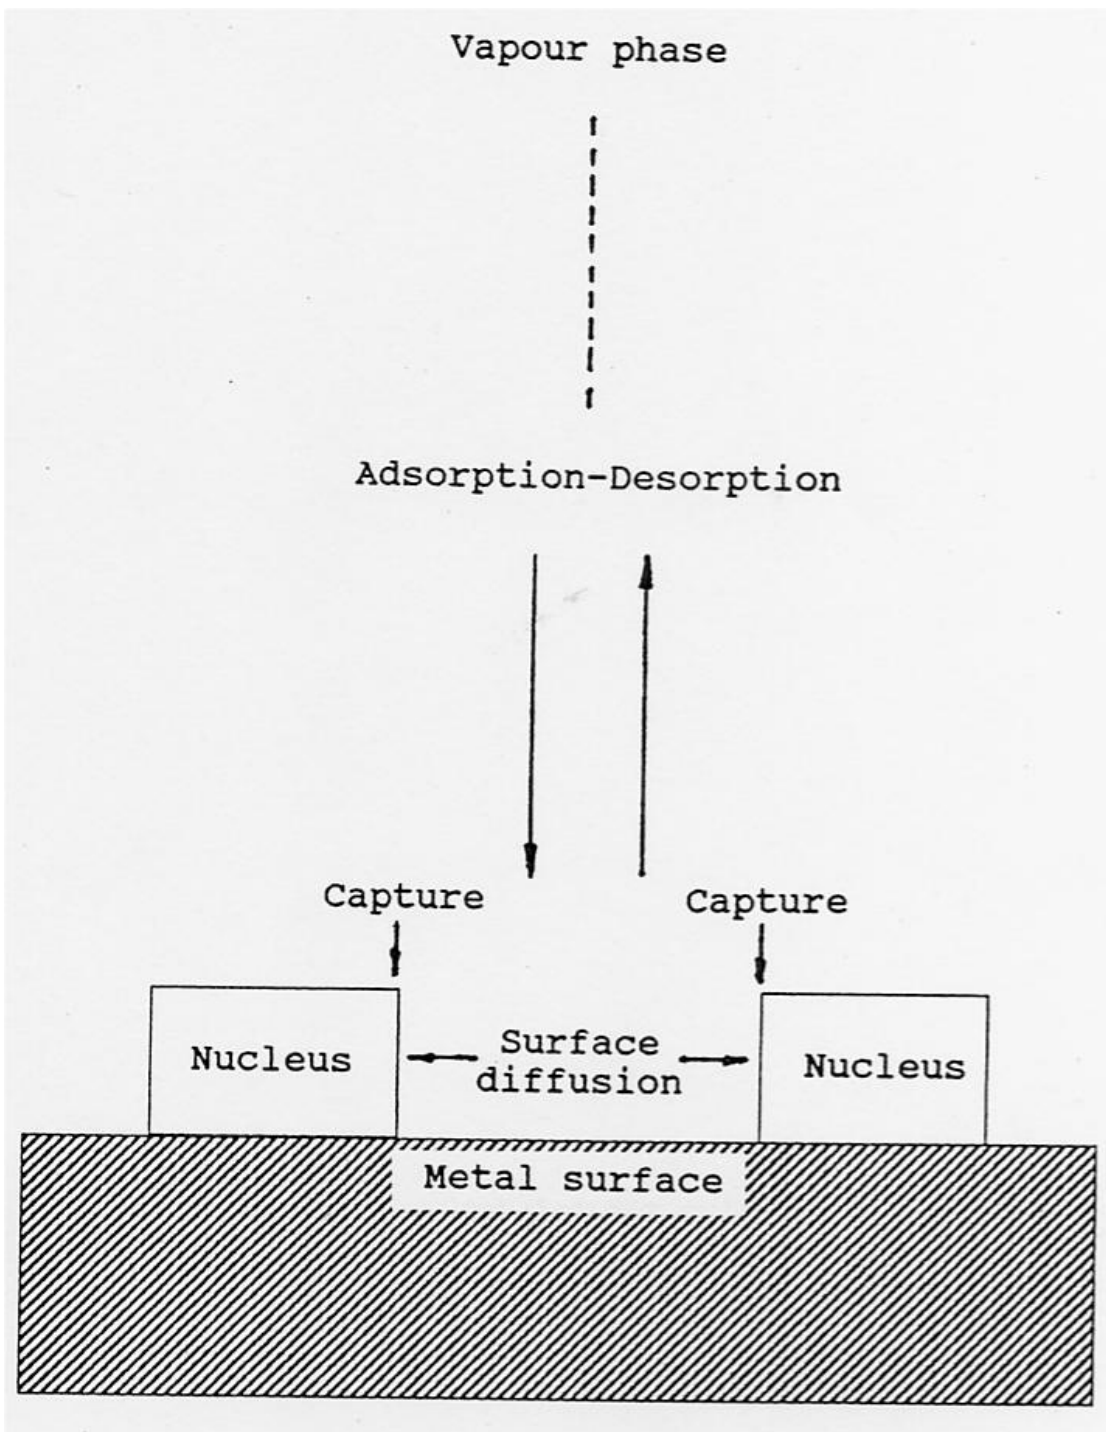 Vapour phase
Adsorption-Desorption
Capture
Capture
Nucleus
Surface
diffusion
Nucleus
Metal surface